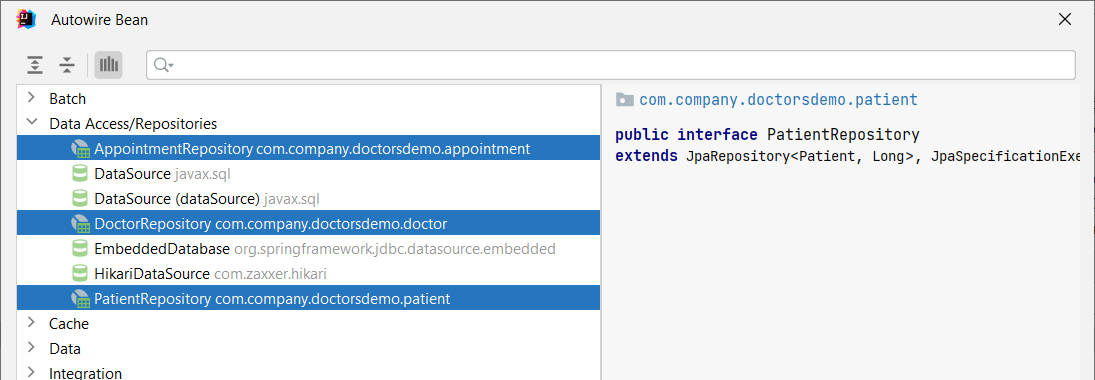 Autowire Bean
Batch
Data Access/Repositories
AppointmentRepository com.company.doctorsdemo.appointment
DataSource javax.sql
DataSource (dataSource) javax.sql
DoctorRepository com.company.doctorsdemo.doctor
EmbeddedDatabase org.springframework.jdbc.datasource.embedded
HikariDataSource com.zaxxer.hikari
PatientRepository com.company.doctorsdemo.patient
Cache
Data
Integration
com.company.doctorsdemo.patient
public interface PatientRepository
extends JpaRepository<Patient, Long>, JpaSpecificationExe